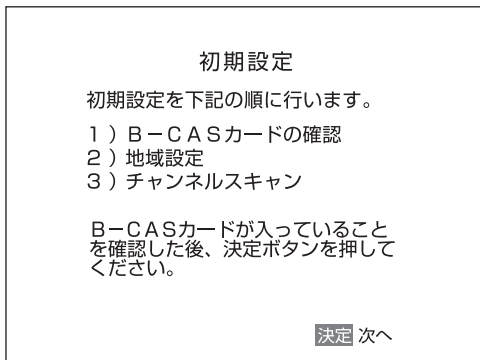 初期設定
初期設定を下記の順に行います。
１）Ｂ－ＣＡＳカードの確認
２）地域設定
３）チャンネルスキャン
Ｂ－ＣＡＳカードが入っていること
を確認した後、決定ボタンを押して
ください。
決定 次へ